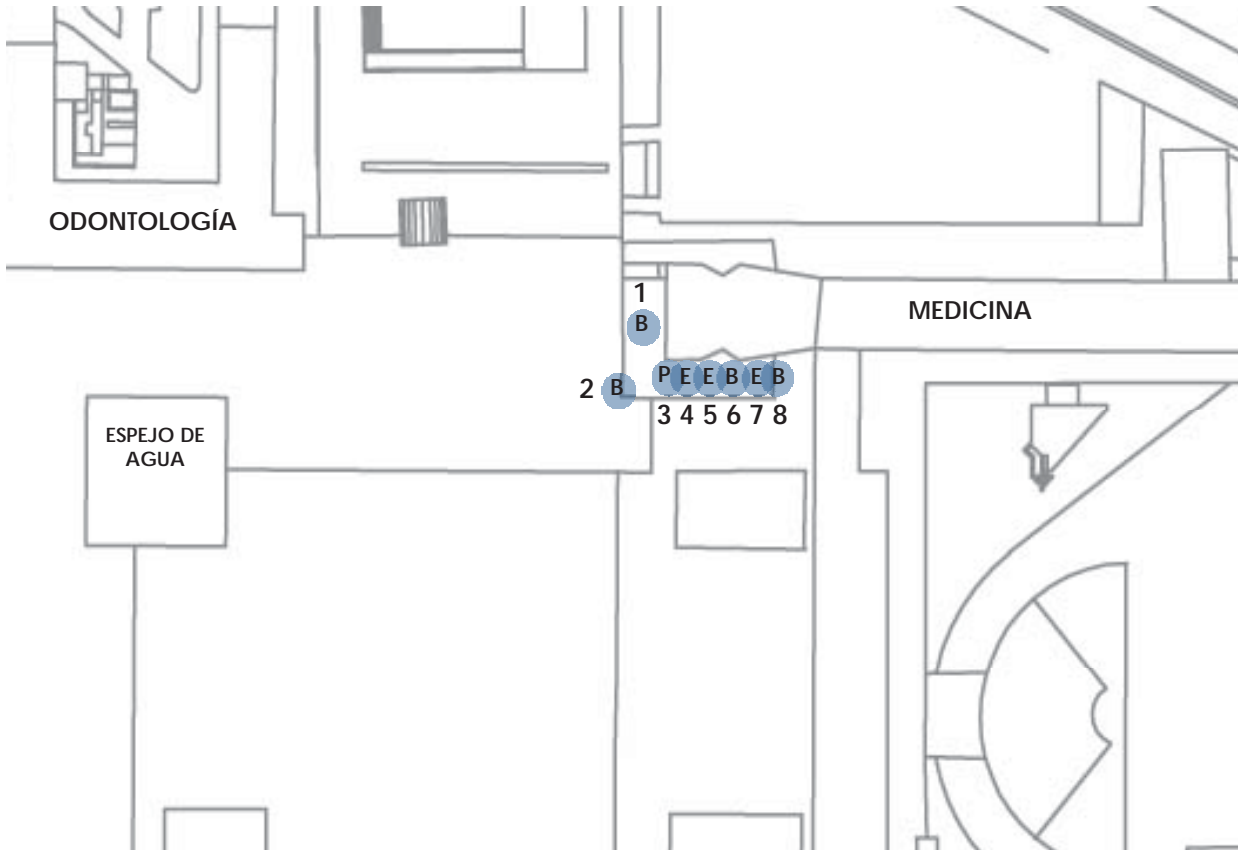 ODONTOLOGÍA
1
MEDICINA
B
P E E B E B
2 B
3 4 5 6 7 8
ESPEJO DE
AGUA